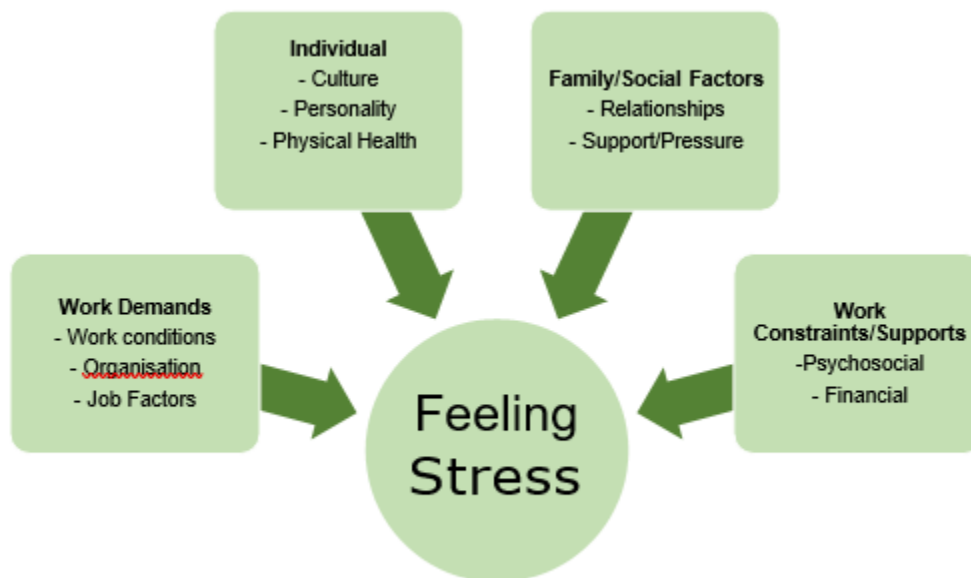 Individual
- Culture
- Personality
- Physical Health
Family/Social Factors
- Relationships
- Support/Pressure
Work Demands
- Work conditions
- Organisation
- Job Factors
Work
Constraints/Supports
-Psychosocial
- Financial
Feeling
Stress